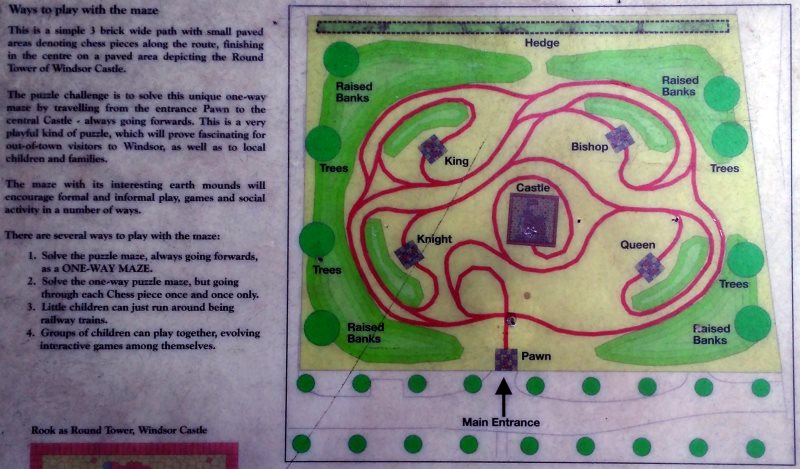 Ways to play with the maze
This is a simple 3 brick wide path with small paved
areas denoting chess pieces along the route, finishing
in the centre on a paved area depicting the Round
Tower of Windsor Castle.
The puzzle challenge is to solve this unique one-way
maze by travelling from the entrance Pawn to the
central Castle - always going forwards. This is a very
playful kind of puzzle, which will prove fascinating for
out-of-town visitors to Windsor, as well as to local
children and families.
The maze with its interesting earth mounds will
encourage formal and informal play, games and social
activity in a number of ways.
There are several ways to play with the maze:
1. Solve the puzzle maze, always going forwards,
as a ONE-WAY MAZE.
2. Solve the one-way puzzle maze, but going
through each Chess piece once and once only.
3. Little children can just run around being
railway trains.
4. Groups of children can play together, evolving
interactive games among themselves.
Rook as Round Tower, Windsor Castle
Hedge
Raised
Banks
Raised
Banks
King
Bishop
Trees
Trees
Castle
Knight
Queen
Trees
Trees
Raised
Banks
Raised
Banks
Pawn
Main Entrance